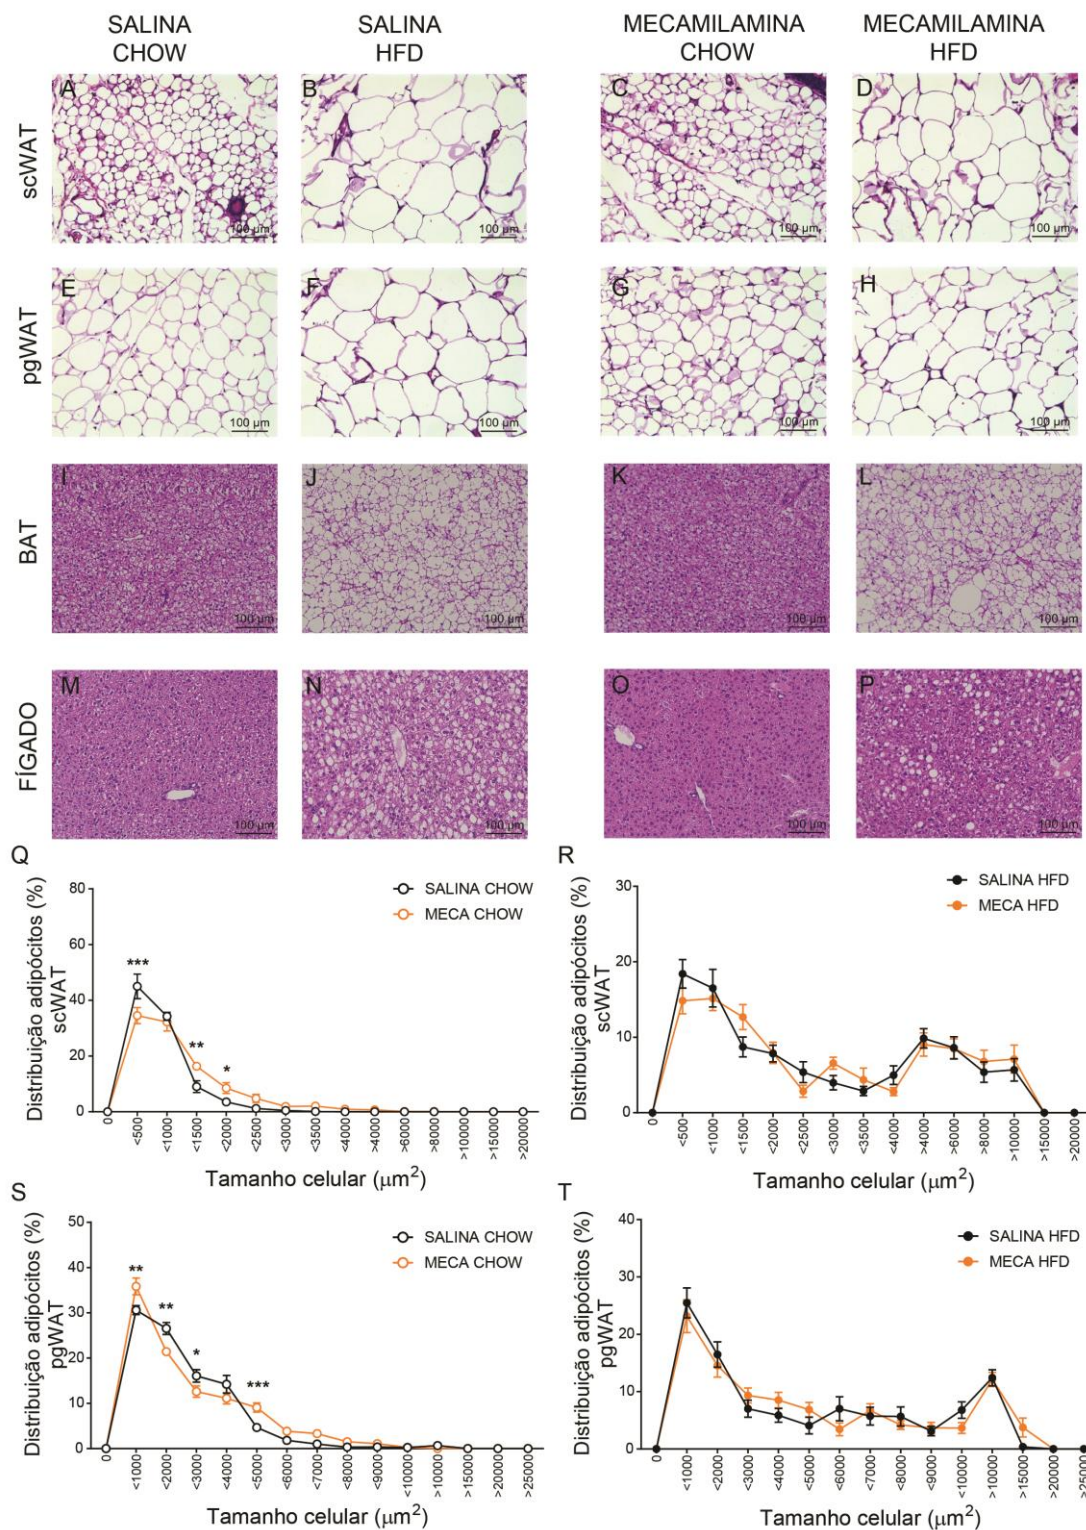 SALINA
CHOW
SALINA
HFD
MECAMILAMINA
CHOW
MECAMILAMINA
HFD
scWAT
A
100 µm
B
100 µm
C
100 µm
D
100 µm
pgWAT
E
100 µm
F
100 µm
G
100 µm
H
100 µm
BAT
I
100 µm
J
100 µm
K
100 µm
L
100 µm
FÍGADO
M
100 µm
N
100 µm
O
100 µm
P
100 µm
Q
Distribuição adipócitos (%)
scWAT
80
60
40
20
0
SALINA CHOW
MECA CHOW
***
**
*
0
<500
<1000
<1500
<2000
<2500
<3000
<3500
<4000
>4000
>6000
>8000
>10000
>15000
>20000
Tamanho celular (µm²)
R
Distribuição adipócitos (%)
scWAT
30
20
10
0
SALINA HFD
MECA HFD
0
<500
<1000
<1500
<2000
<2500
<3000
<3500
<4000
>4000
>6000
>8000
>10000
>15000
>20000
Tamanho celular (µm²)
S
Distribuição adipócitos (%)
pgWAT
50
40
30
20
10
0
SALINA CHOW
MECA CHOW
**
**
*
***
0
<1000
<2000
<3000
<4000
<5000
<6000
<7000
<8000
<9000
<10000
>10000
>15000
>20000
>25000
Tamanho celular (µm²)
T
Distribuição adipócitos (%)
pgWAT
40
30
20
10
0
SALINA HFD
MECA HFD
0
<1000
<2000
<3000
<4000
<5000
<6000
<7000
<8000
<9000
<10000
>10000
>15000
>20000
Tamanho celular (µm²)